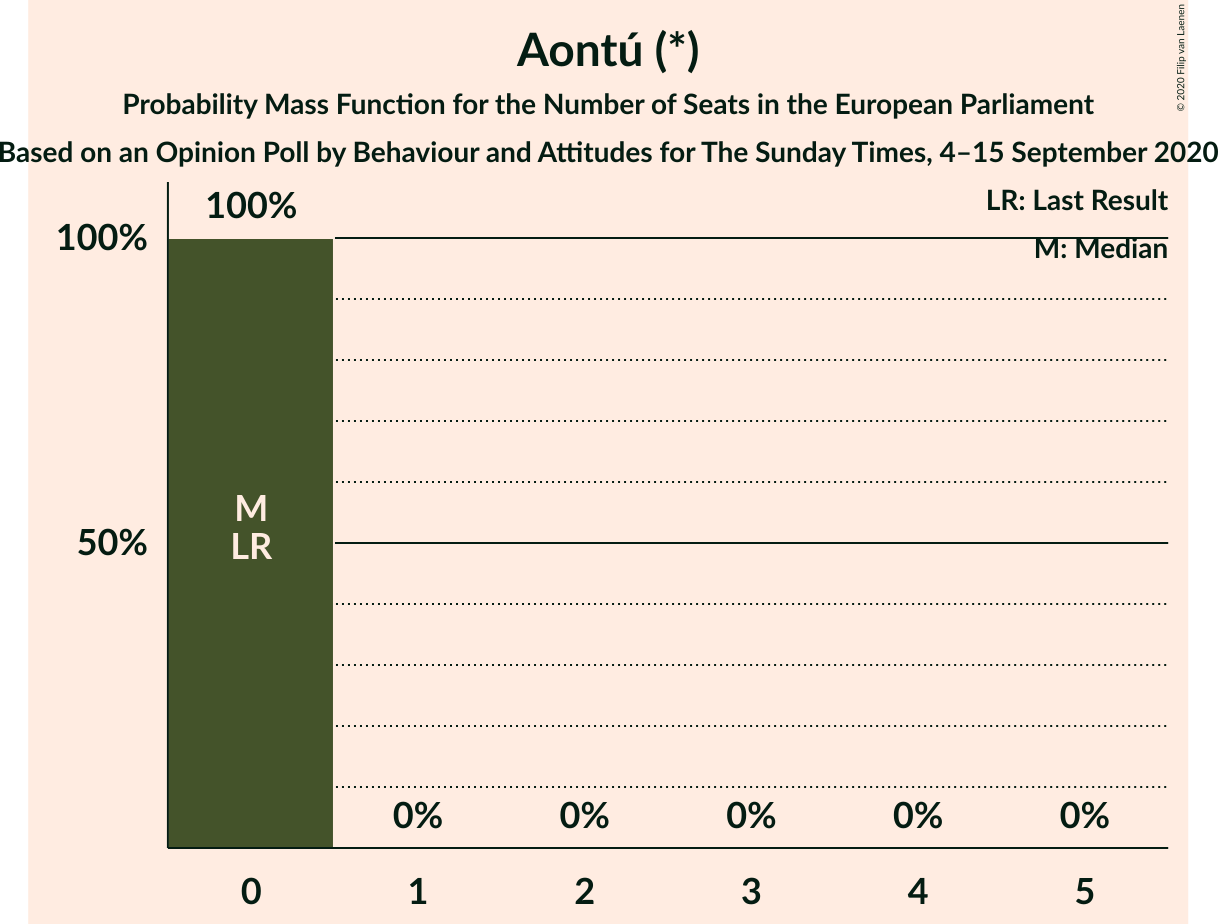 Aontú (*)
Probability Mass Function for the Number of Seats in the European Parliament
Based on an Opinion Poll by Behaviour and Attitudes for The Sunday Times, 4–15 September 2020
© 2020 Filip van Laenen
LR: Last Result
M: Median
100%
100%
50%
M
LR
0% 0% 0% 0% 0%
0 1 2 3 4 5